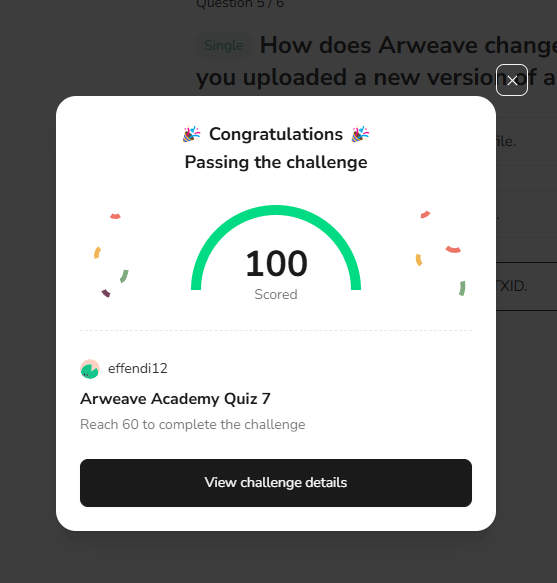 Question 5 / 6
Single How does Arweave change
you uploaded a new version of a
file.
Congratulations
Passing the challenge
100
Scored
TXID.
effendi12
Arweave Academy Quiz 7
Reach 60 to complete the challenge
View challenge details